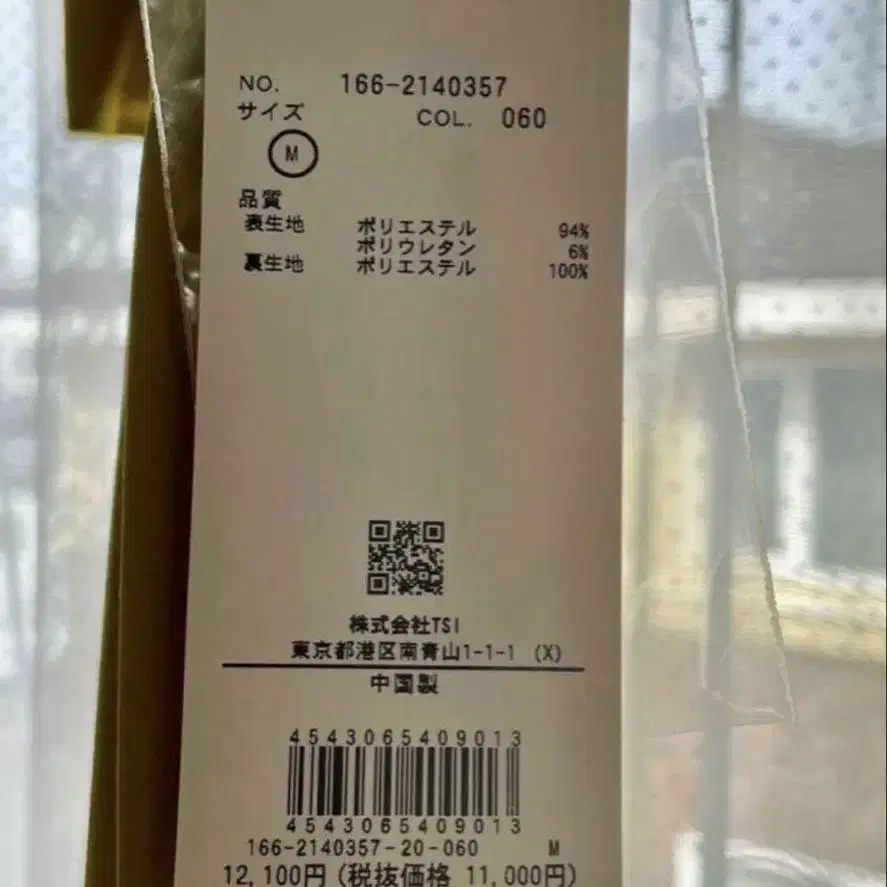 NO. 166-2140357
サイズ COL. 060
M
品質
表生地 ポリエステル 94%
ポリウレタン 6%
裏生地 ポリエステル 100%
株式会社TSI
東京都港区南青山1-1-1 (X)
中国製
4543065409013
4543065409013
166-2140357-20-060 M
12,100円(税抜価格 11,000円)